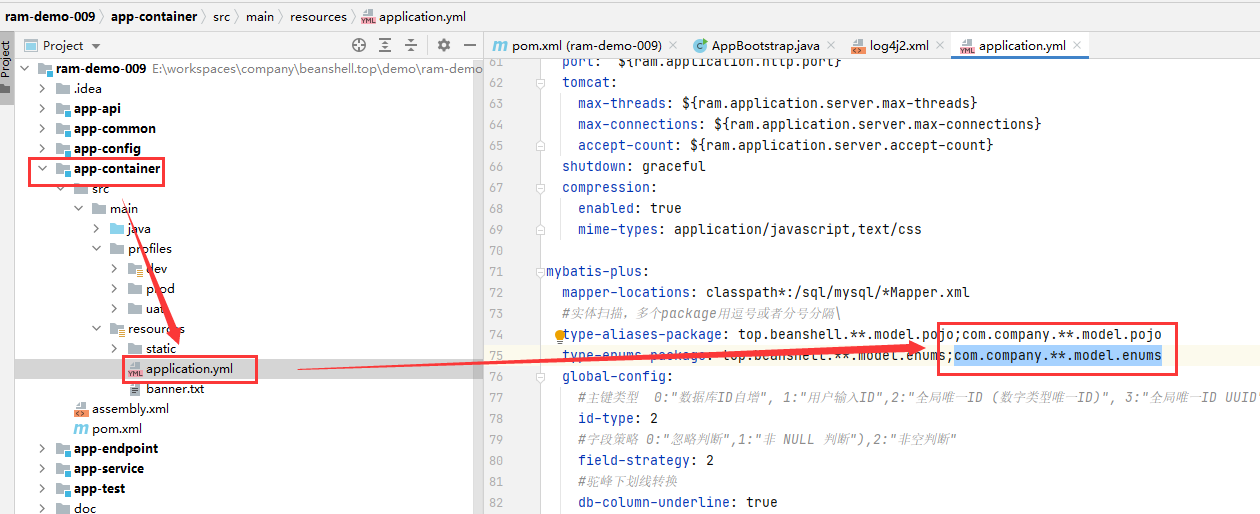 ram-demo-009 〉 app-container 〉 src 〉 main 〉 resources 〉 application.yml
Project
Project
ram-demo-009 E:\workspaces\company\beanshell.top\demo\ram-demo
.idea
app-api
app-common
app-config
app-container
src
main
java
profiles
dev
prod
uat
resources
static
application.yml
banner.txt
assembly.xml
pom.xml
app-endpoint
app-service
app-test
doc
pom.xml (ram-demo-009)
AppBootstrap.java
log4j2.xml
application.yml
61 port: ${ram.application.http.port}
62 tomcat:
63 max-threads: ${ram.application.server.max-threads}
64 max-connections: ${ram.application.server.max-connections}
65 accept-count: ${ram.application.server.accept-count}
66 shutdown: graceful
67 compression:
68 enabled: true
69 mime-types: application/javascript,text/css
70
71 mybatis-plus:
72 mapper-locations: classpath*:/sql/mysql/*Mapper.xml
73 #实体扫描，多个package用逗号或者分号分隔\
74 type-aliases-package: top.beanshell.**.model.pojo;com.company.**.model.pojo
75 type-enums-package: top.beanshell.**.model.enums;com.company.**.model.enums
76 global-config:
77 #主键类型 0:"数据库ID自增", 1:"用户输入ID",2:"全局唯一ID (数字类型唯一ID)", 3:"全局唯一ID UUID"
78 id-type: 2
79 #字段策略 0:"忽略判断",1:"非 NULL 判断"),2:"非空判断"
80 field-strategy: 2
81 #驼峰下划线转换
82 db-column-underline: true